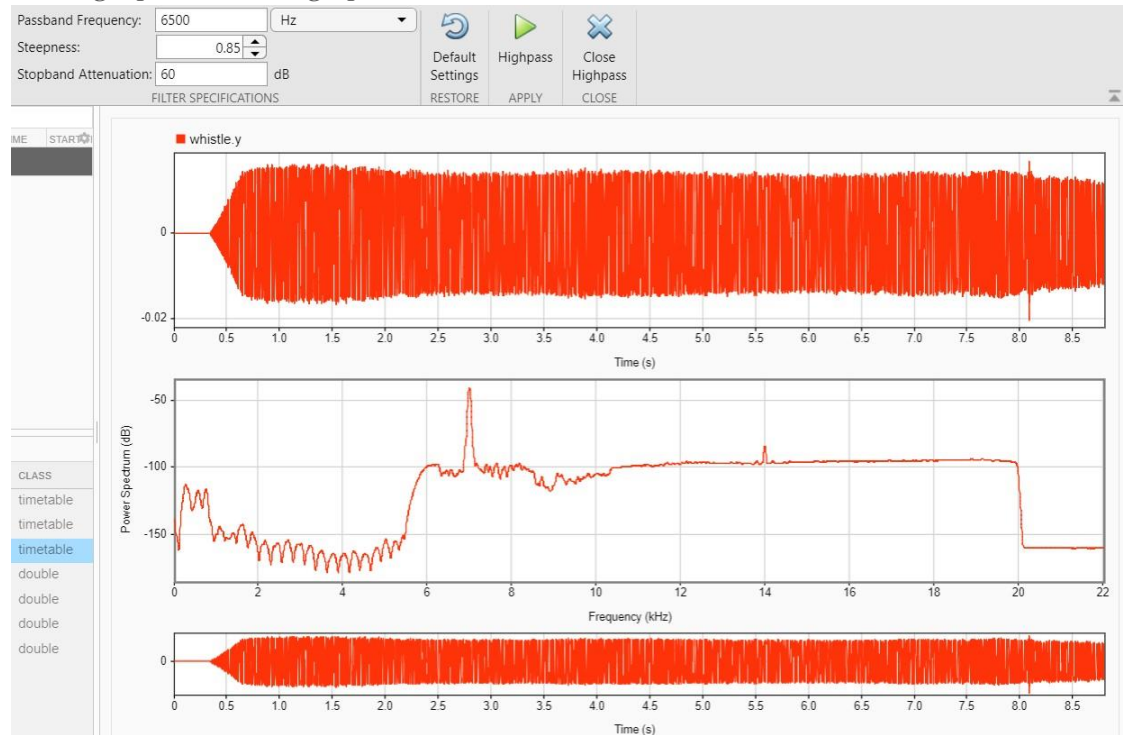 Passband Frequency: 6500 Hz
Steepness: 0.85
Stopband Attenuation: 60 dB
Default Settings
Highpass
Close Highpass
FILTER SPECIFICATIONS RESTORE APPLY CLOSE
IME START
whistle.y
0
-0.02
0 0.5 1.0 1.5 2.0 2.5 3.0 3.5 4.0 4.5 5.0 5.5 6.0 6.5 7.0 7.5 8.0 8.5
Time (s)
Power Spectrum (dB)
-50
-100
-150
0 2 4 6 8 10 12 14 16 18 20 22
Frequency (kHz)
CLASS
timetable
timetable
timetable
double
double
double
double
0
0 0.5 1.0 1.5 2.0 2.5 3.0 3.5 4.0 4.5 5.0 5.5 6.0 6.5 7.0 7.5 8.0 8.5
Time (s)